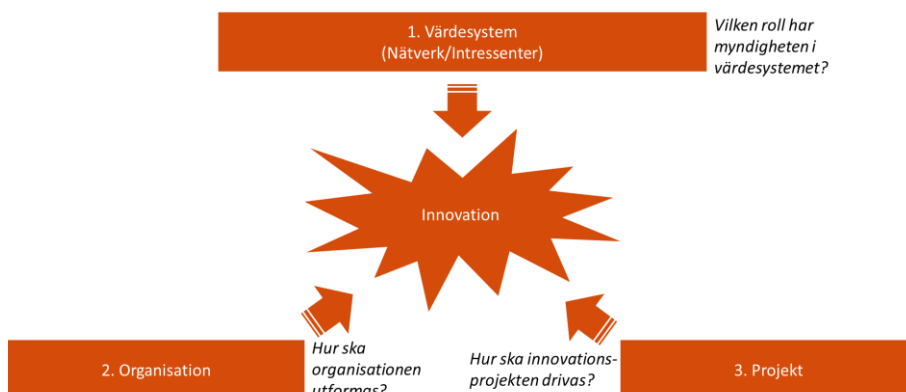 1. Värdesystem
(Nätverk/Intressenter)
Vilken roll har
myndigheten i
värdesystemet?
Innovation
2. Organisation
Hur ska
organisationen
utformas?
Hur ska innovations-
projekten drivas?
3. Projekt